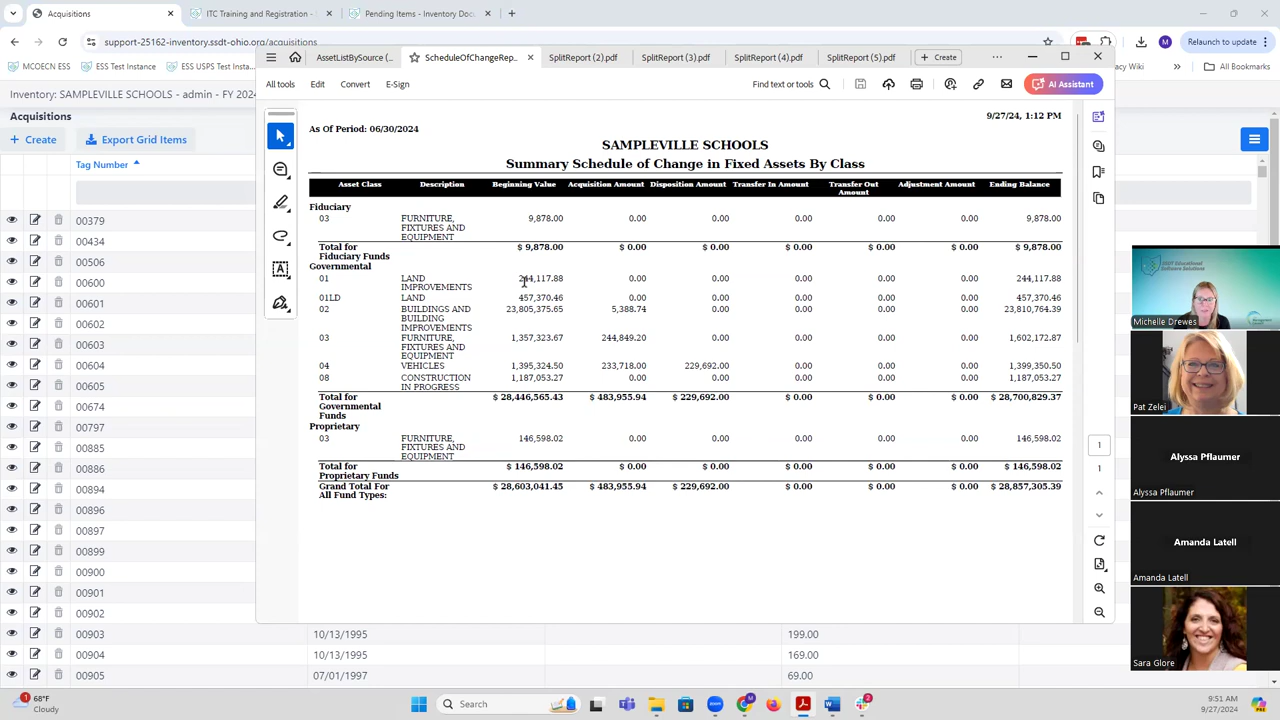 Acquisitions
ITC Training and Registration -
Pending Items - Inventory Doc
support-25162-inventory.ssdt-ohio.org/acquisitions
Relaunch to update
MCOECN ESS
ESS Test Instance
ESS USPS Test Instance
acy Wiki
All Bookmarks
Inventory: SAMPLEVILLE SCHOOLS - admin - FY 202
Acquisitions
Create
Export Grid Items
Tag Number
00379
00434
00506
00600
00601
00602
00603
00604
00605
00674
00797
00885
00886
00894
00896
00897
00899
00900
00901
00902
00903 10/13/1995 199.00
00904 10/13/1995 169.00
00905 07/01/1997 69.00
AssetListBySource (...
ScheduleOfChangeRep...
SplitReport (2).pdf
SplitReport (3).pdf
SplitReport (4).pdf
SplitReport (5).pdf
Create
All tools Edit Convert E-Sign
Find text or tools
AI Assistant
9/27/24, 1:12 PM
As Of Period: 06/30/2024
SAMPLEVILLE SCHOOLS
Summary Schedule of Change in Fixed Assets By Class
Asset Class Description Beginning Value Acquisition Amount Disposition Amount Transfer In Amount Transfer Out Amount Adjustment Amount Ending Balance
Fiduciary
03 FURNITURE, FIXTURES AND EQUIPMENT 9,878.00 0.00 0.00 0.00 0.00 0.00 9,878.00
Total for Fiduciary Funds $ 9,878.00 $ 0.00 $ 0.00 $ 0.00 $ 0.00 $ 0.00 $ 9,878.00
Governmental
01 LAND IMPROVEMENTS 244,117.88 0.00 0.00 0.00 0.00 0.00 244,117.88
01LD LAND 457,370.46 0.00 0.00 0.00 0.00 0.00 457,370.46
02 BUILDINGS AND BUILDING IMPROVEMENTS 23,805,375.65 5,388.74 0.00 0.00 0.00 0.00 23,810,764.39
03 FURNITURE, FIXTURES AND EQUIPMENT 1,357,323.67 244,849.20 0.00 0.00 0.00 0.00 1,602,172.87
04 VEHICLES 1,395,324.50 233,718.00 229,692.00 0.00 0.00 0.00 1,399,350.50
08 CONSTRUCTION IN PROGRESS 1,187,053.27 0.00 0.00 0.00 0.00 0.00 1,187,053.27
Total for Governmental Funds $ 28,446,565.43 $ 483,955.94 $ 229,692.00 $ 0.00 $ 0.00 $ 0.00 $ 28,700,829.37
Proprietary
03 FURNITURE, FIXTURES AND EQUIPMENT 146,598.02 0.00 0.00 0.00 0.00 0.00 146,598.02
Total for Proprietary Funds $ 146,598.02 $ 0.00 $ 0.00 $ 0.00 $ 0.00 $ 0.00 $ 146,598.02
Grand Total For All Fund Types: $ 28,603,041.45 $ 483,955.94 $ 229,692.00 $ 0.00 $ 0.00 $ 0.00 $ 28,857,305.39
1
1
SSDT Educational
Software Solutions
Michelle Drewes
Pat Zelei
Alyssa Pflaumer
Alyssa Pflaumer
Amanda Latell
Amanda Latell
Sara Glore
1
68°F
Cloudy
Search
2
9:51 AM
9/27/2024